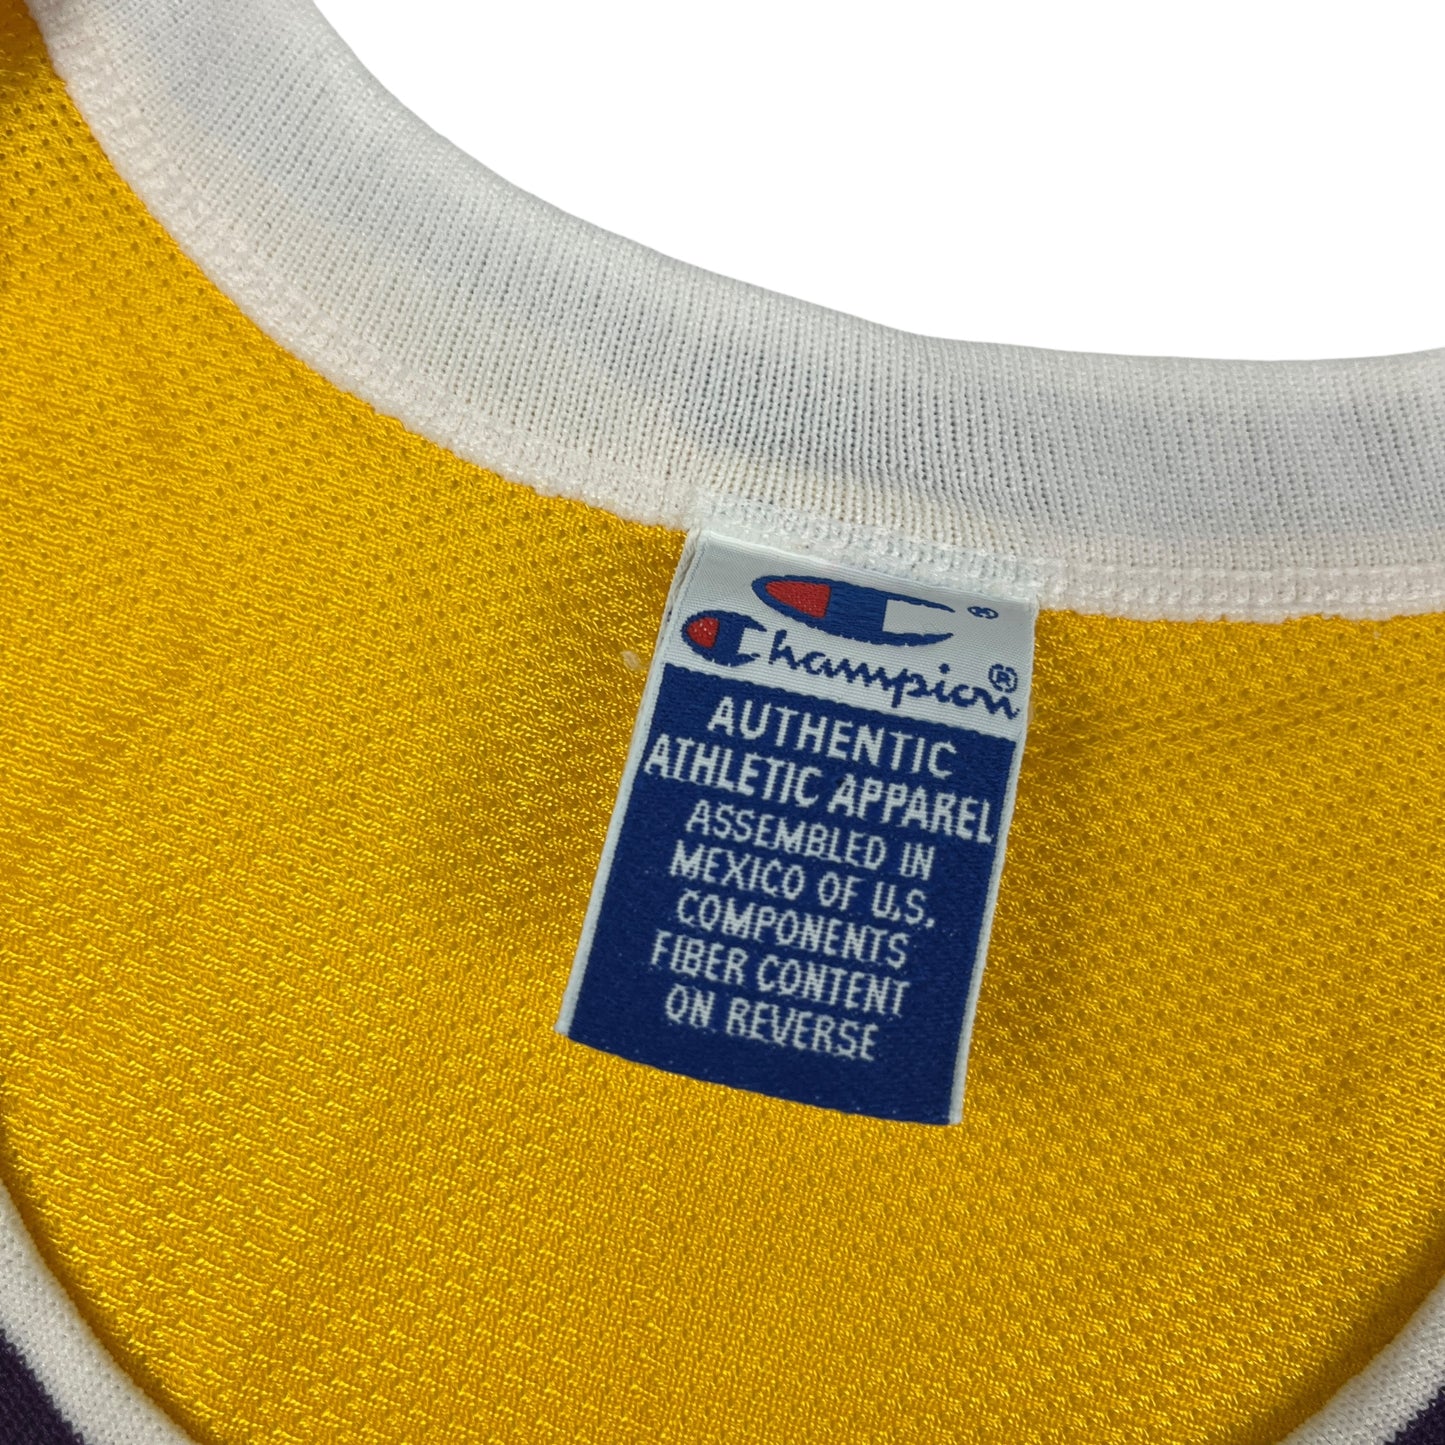 Champion®
AUTHENTIC
ATHLETIC APPAREL
ASSEMBLED IN
MEXICO OF U.S.
COMPONENTS
FIBER CONTENT
ON REVERSE